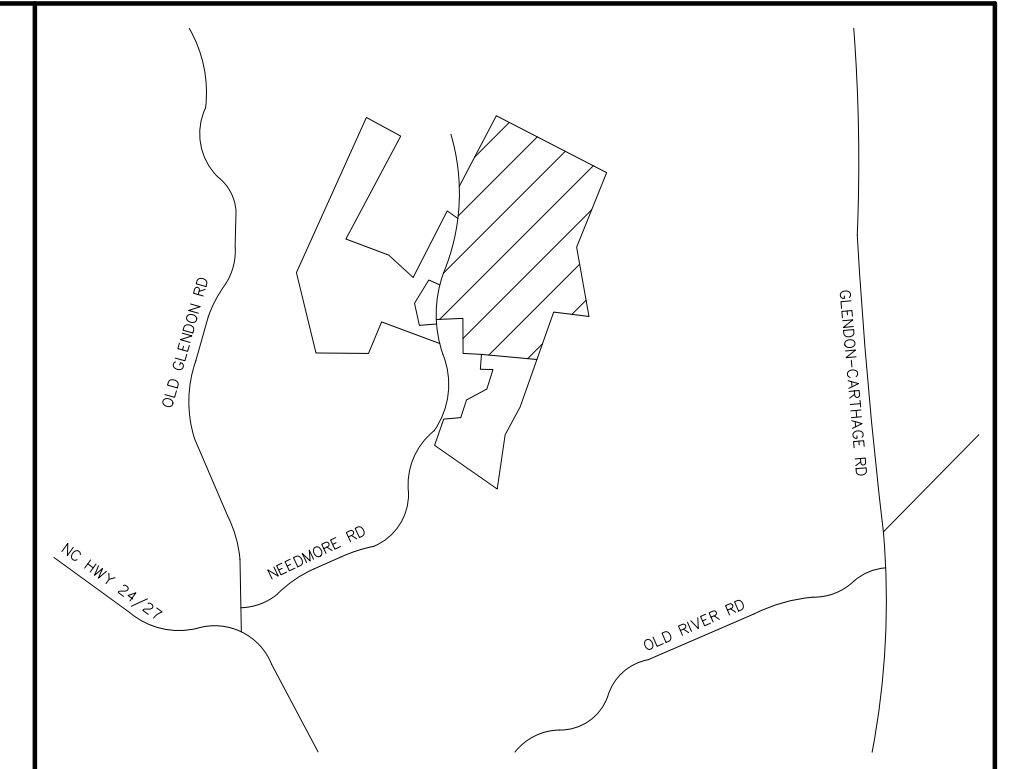 OLD GLENDON RD
GLENDON-CARTHAGE RD
NC HWY 24/27
NEEDMORE RD
OLD RIVER RD